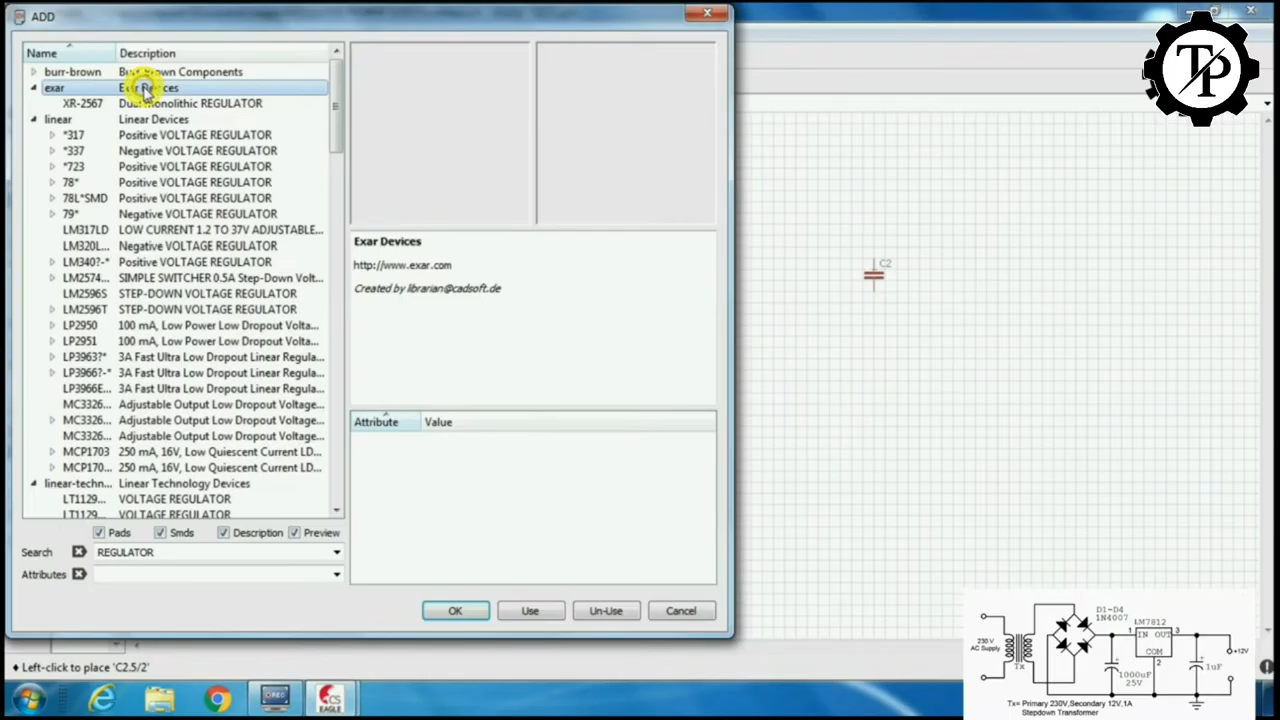 ADD
Name Description
burr-brown Burr-Brown Components
exar Exar Devices
XR-2567 Dual monolithic REGULATOR
linear Linear Devices
*317 Positive VOLTAGE REGULATOR
*337 Negative VOLTAGE REGULATOR
*723 Positive VOLTAGE REGULATOR
78* Positive VOLTAGE REGULATOR
78L*SMD Positive VOLTAGE REGULATOR
79* Negative VOLTAGE REGULATOR
LM317LD LOW CURRENT 1.2 TO 37V ADJUSTABLE...
LM320L... Negative VOLTAGE REGULATOR
LM340?-* Positive VOLTAGE REGULATOR
LM2574... SIMPLE SWITCHER 0.5A Step-Down Volt...
LM2596S STEP-DOWN VOLTAGE REGULATOR
LM2596T STEP-DOWN VOLTAGE REGULATOR
LP2950 100 mA, Low Power Low Dropout Volta...
LP2951 100 mA, Low Power Low Dropout Volta...
LP3963?* 3A Fast Ultra Low Dropout Linear Regula...
LP3966?-* 3A Fast Ultra Low Dropout Linear Regula...
LP3966E... 3A Fast Ultra Low Dropout Linear Regula...
MC3326... Adjustable Output Low Dropout Voltage...
MC3326... Adjustable Output Low Dropout Voltage...
MC3326... Adjustable Output Low Dropout Voltage...
MCP1703 250 mA, 16V, Low Quiescent Current LD...
MCP170... 250 mA, 16V, Low Quiescent Current LD...
linear-techn... Linear Technology Devices
LT1129... VOLTAGE REGULATOR
LT1129... VOLTAGE REGULATOR
Pads Smds Description Preview
Search REGULATOR
Attributes
Exar Devices
http://www.exar.com
Created by librarian@cadsoft.de
Attribute Value
OK Use Un-Use Cancel
C2
TP
Left-click to place 'C2.5/2'
OREO
CS
EAGLE
D1-D4
1N4007
230 V
AC Supply
Tx
LM7812
1 IN OUT 3
COM
2
+12V
1000uF
25V
1uF
Tx= Primary 230V,Secondary 12V,1A
Stepdown Transformer